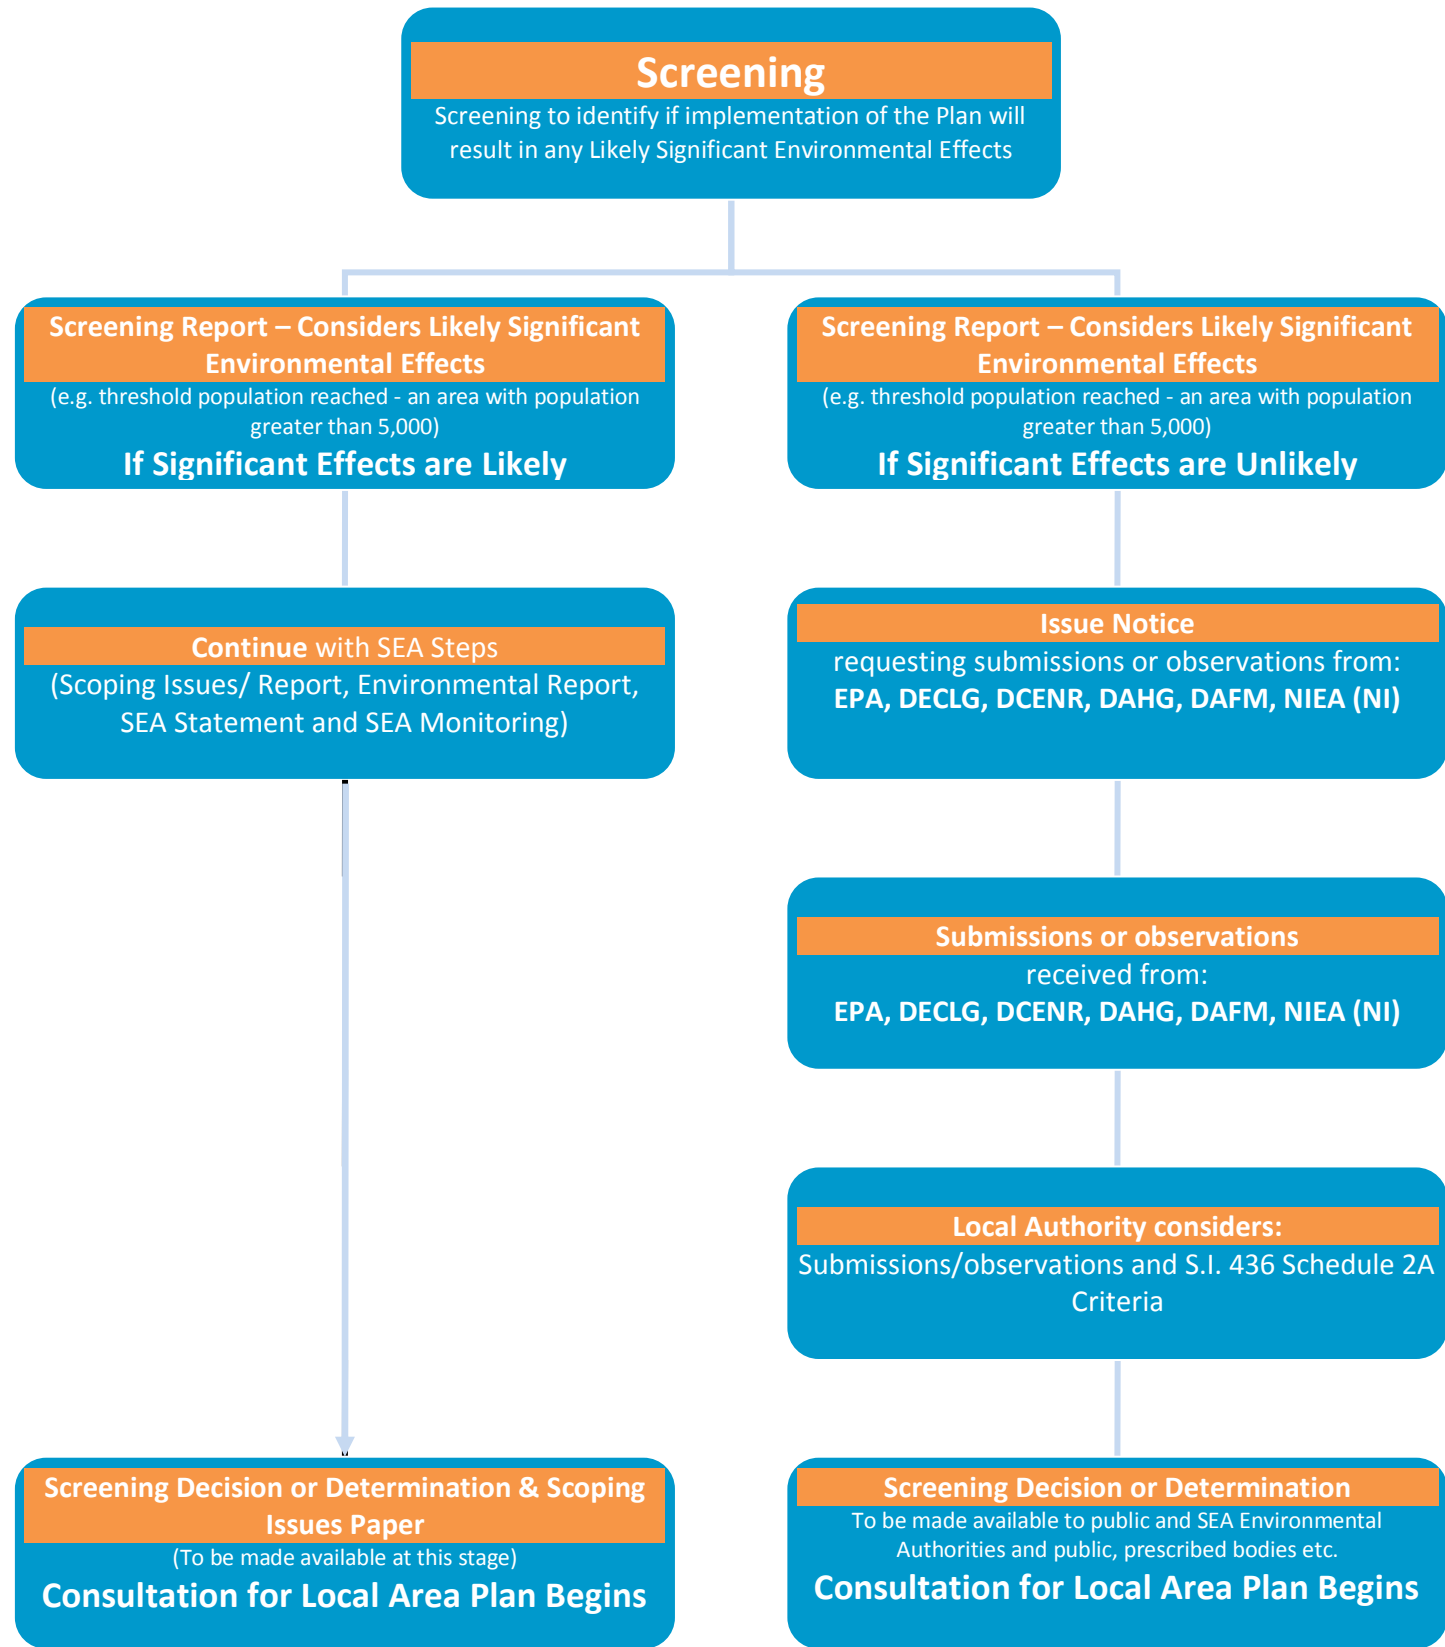 Screening
Screening to identify if implementation of the Plan will
result in any Likely Significant Environmental Effects
Screening Report – Considers Likely Significant
Environmental Effects
(e.g. threshold population reached - an area with population
greater than 5,000)
If Significant Effects are Likely
Screening Report – Considers Likely Significant
Environmental Effects
(e.g. threshold population reached - an area with population
greater than 5,000)
If Significant Effects are Unlikely
Continue with SEA Steps
(Scoping Issues/ Report, Environmental Report,
SEA Statement and SEA Monitoring)
Issue Notice
requesting submissions or observations from:
EPA, DECLG, DCENR, DAHG, DAFM, NIEA (NI)
Submissions or observations
received from:
EPA, DECLG, DCENR, DAHG, DAFM, NIEA (NI)
Local Authority considers:
Submissions/observations and S.I. 436 Schedule 2A
Criteria
Screening Decision or Determination & Scoping
Issues Paper
(To be made available at this stage)
Consultation for Local Area Plan Begins
Screening Decision or Determination
To be made available to public and SEA Environmental
Authorities and public, prescribed bodies etc.
Consultation for Local Area Plan Begins